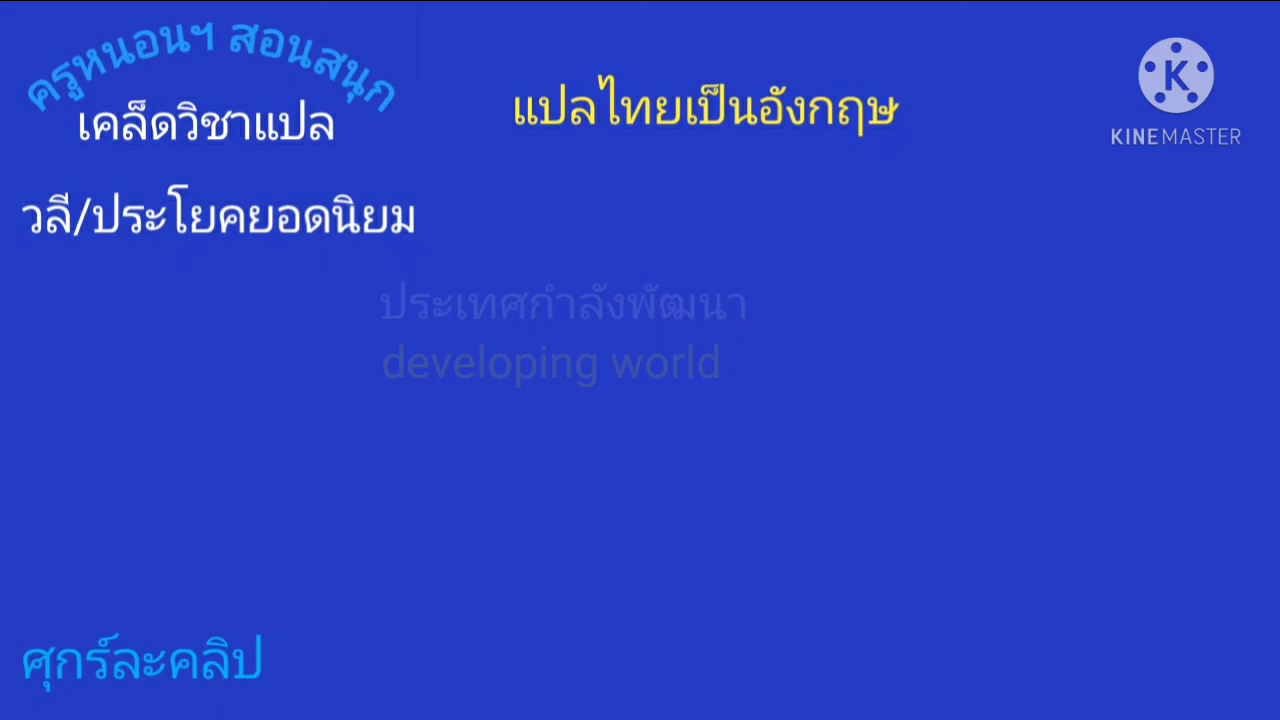 ครูหนอนฯ สอนสนุก
เคล็ดวิชาแปล
แปลไทยเป็นอังกฤษ
KINEMASTER
วลี/ประโยคยอดนิยม
ประเทศกำลังพัฒนา
developing world
ศุกร์ละคลิป